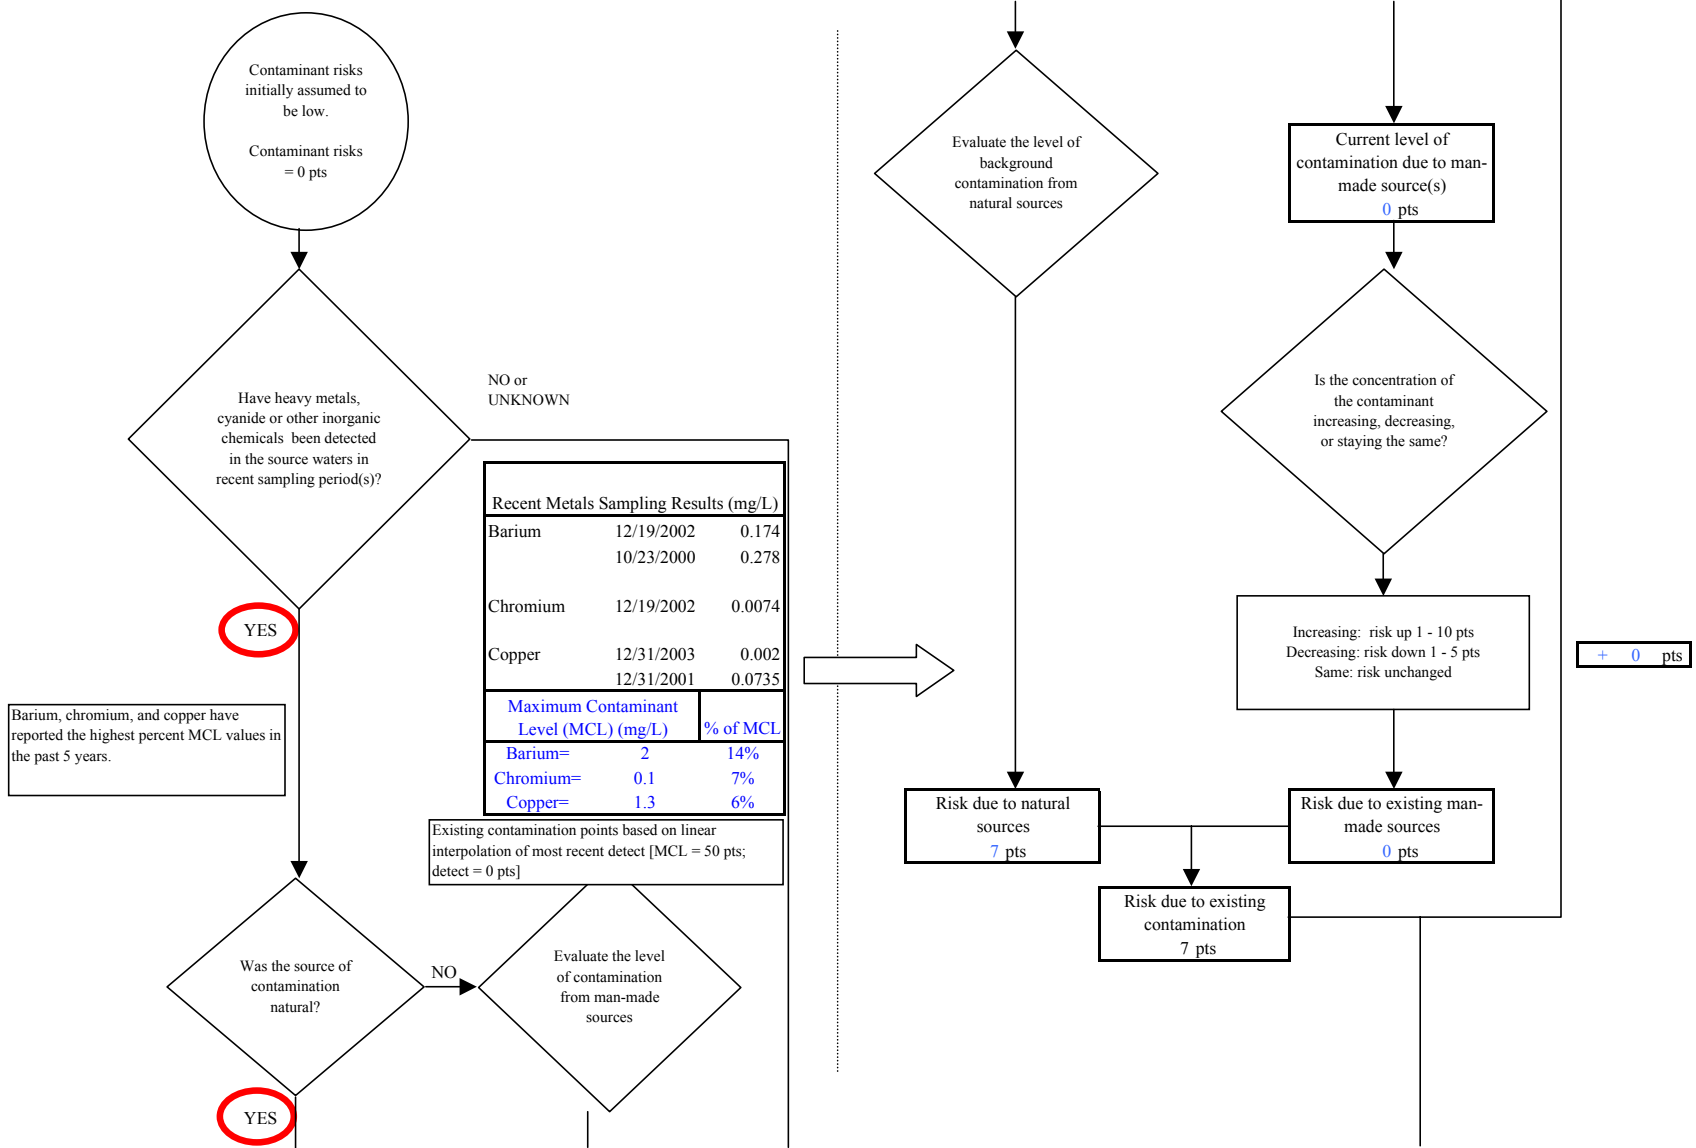 Contaminant risks
initially assumed to
be low.
Contaminant risks
= 0 pts
Have heavy metals,
cyanide or other inorganic
chemicals been detected
in the source waters in
recent sampling period(s)?
NO or
UNKNOWN
YES
Recent Metals Sampling Results (mg/L)
Barium 12/19/2002 0.174
10/23/2000 0.278
Chromium 12/19/2002 0.0074
Copper 12/31/2003 0.002
12/31/2001 0.0735
Maximum Contaminant
Level (MCL) (mg/L) % of MCL
Barium= 2 14%
Chromium= 0.1 7%
Copper= 1.3 6%
Barium, chromium, and copper have
reported the highest percent MCL values in
the past 5 years.
Existing contamination points based on linear
interpolation of most recent detect [MCL = 50 pts;
detect = 0 pts]
Was the source of
contamination
natural?
NO
Evaluate the level
of contamination
from man-made
sources
YES
Evaluate the level of
background
contamination from
natural sources
Current level of
contamination due to man-
made source(s)
0 pts
Is the concentration of
the contaminant
increasing, decreasing,
or staying the same?
Increasing: risk up 1 - 10 pts
Decreasing: risk down 1 - 5 pts
Same: risk unchanged
+ 0 pts
Risk due to natural
sources
7 pts
Risk due to existing man-
made sources
0 pts
Risk due to existing
contamination
7 pts